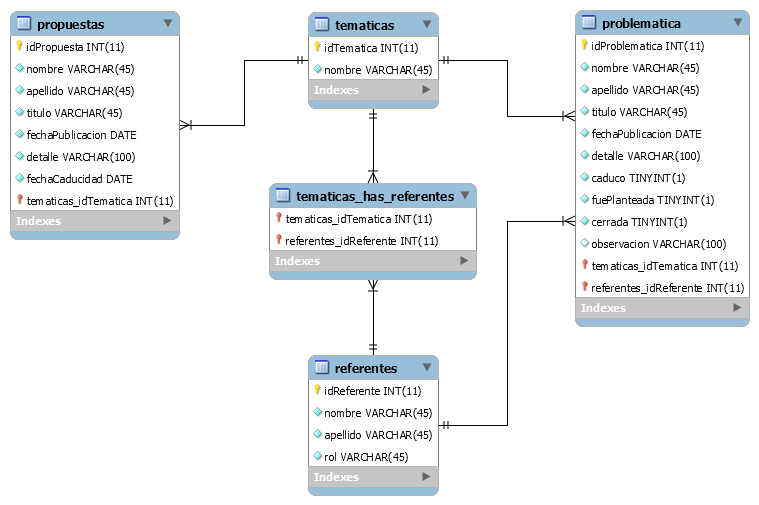 propuestas
idPropuesta INT(11)
nombre VARCHAR(45)
apellido VARCHAR(45)
titulo VARCHAR(45)
fechaPublicacion DATE
detalle VARCHAR(100)
fechaCaducidad DATE
tematicas_idTematica INT(11)
Indexes
tematicas
idTematica INT(11)
nombre VARCHAR(45)
Indexes
tematicas_has_referentes
tematicas_idTematica INT(11)
referentes_idReferente INT(11)
Indexes
referentes
idReferente INT(11)
nombre VARCHAR(45)
apellido VARCHAR(45)
rol VARCHAR(45)
Indexes
problematica
idProblematica INT(11)
nombre VARCHAR(45)
apellido VARCHAR(45)
titulo VARCHAR(45)
fechaPublicacion DATE
detalle VARCHAR(100)
caduco TINYINT(1)
fuePlanteada TINYINT(1)
cerrada TINYINT(1)
observacion VARCHAR(100)
tematicas_idTematica INT(11)
referentes_idReferente INT(11)
Indexes